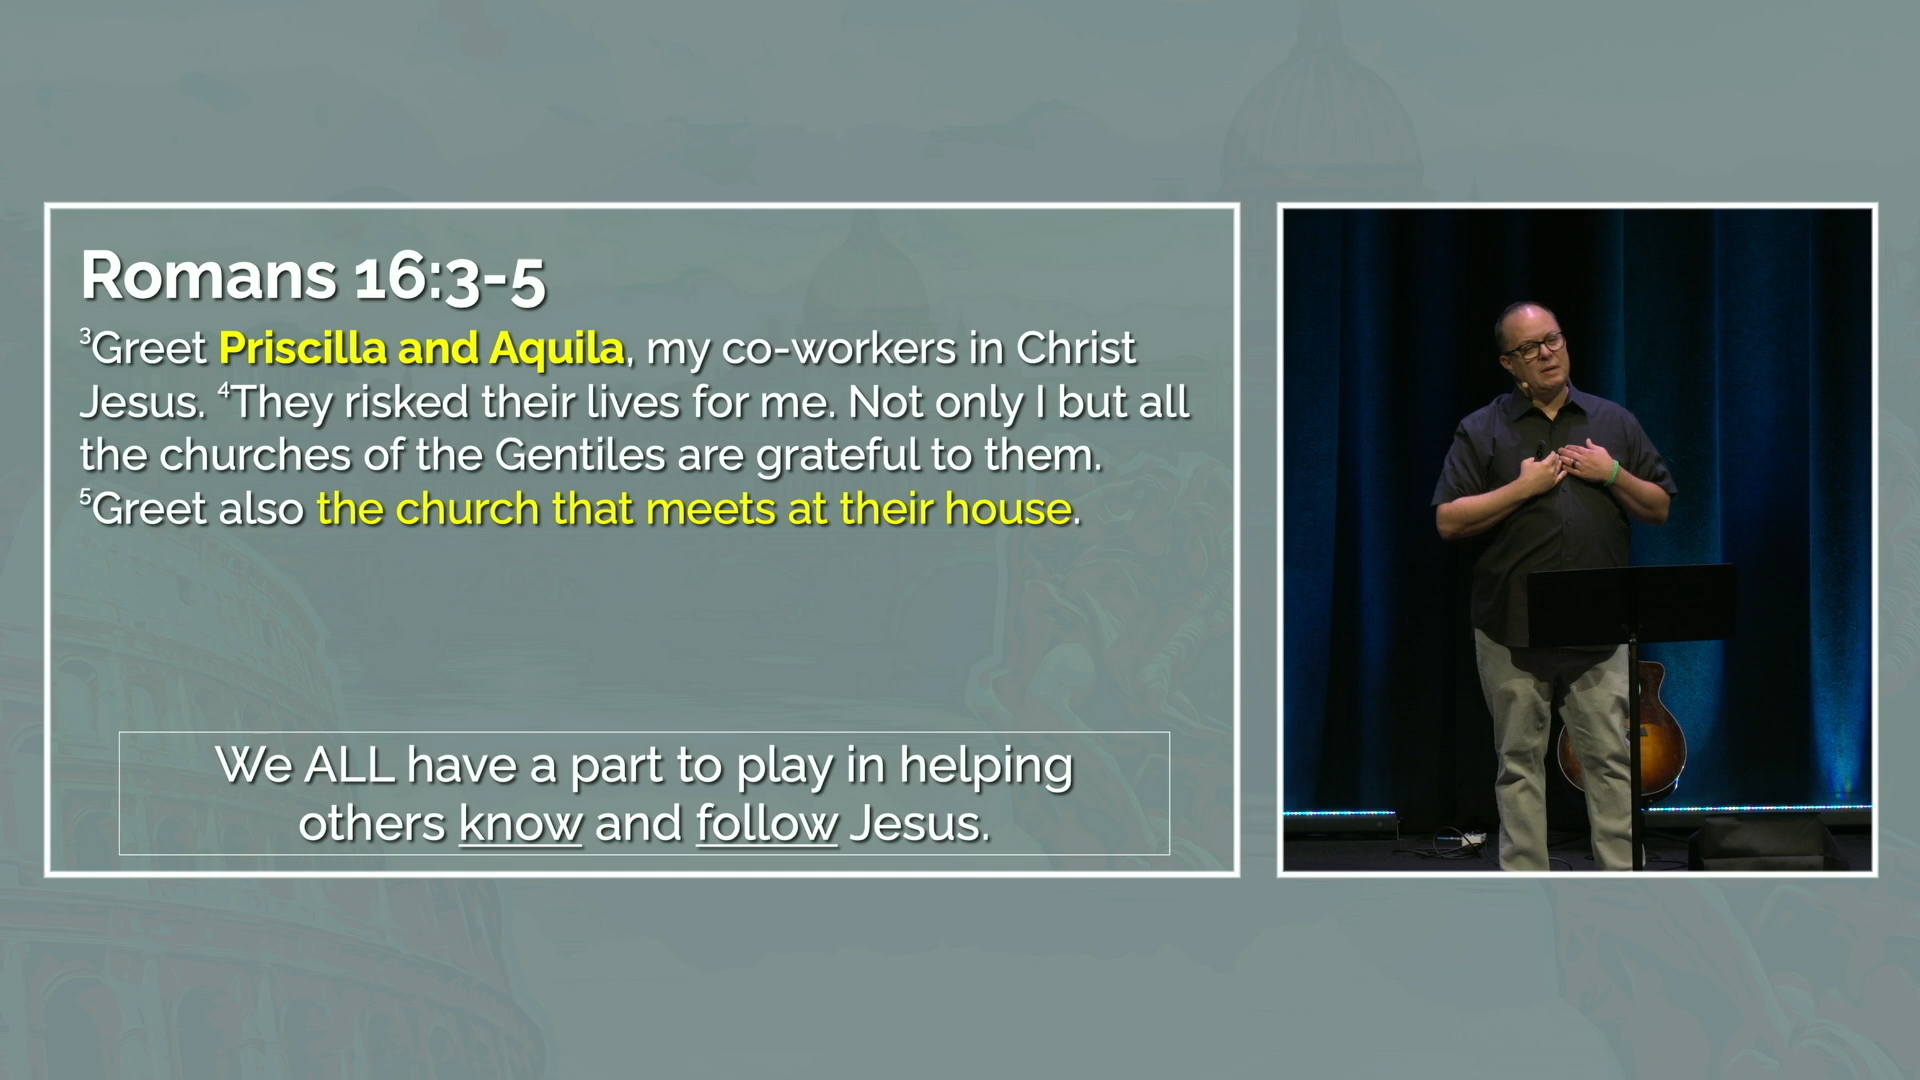 Romans 16:3-5
³Greet Priscilla and Aquila, my co-workers in Christ
Jesus. ⁴They risked their lives for me. Not only I but all
the churches of the Gentiles are grateful to them.
⁵Greet also the church that meets at their house.
We ALL have a part to play in helping
others know and follow Jesus.